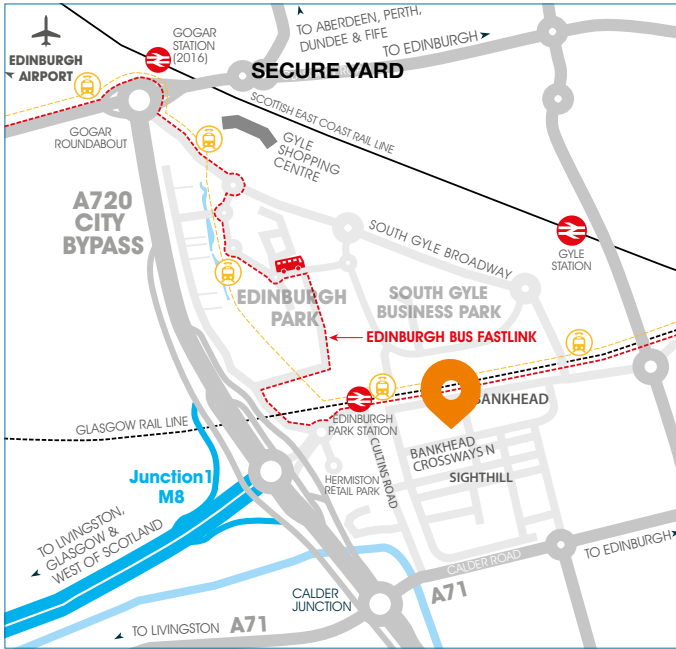 GOGAR
STATION
(2016)
TO ABERDEEN, PERTH,
DUNDEE & FIFE
TO EDINBURGH
EDINBURGH
AIRPORT
SECURE YARD
SCOTTISH EAST COAST RAIL LINE
GOGAR
ROUNDABOUT
GYLE
SHOPPING
CENTRE
A720
CITY
BYPASS
SOUTH GYLE BROADWAY
GYLE
STATION
EDINBURGH
PARK
SOUTH GYLE
BUSINESS PARK
EDINBURGH BUS FASTLINK
BANKHEAD
GLASGOW RAIL LINE
EDINBURGH
PARK STATION
CULTINS ROAD
BANKHEAD
CROSSWAYS N
SIGHTHILL
Junction 1
M8
HERMISTON
RETAIL PARK
TO LIVINGSTON,
GLASGOW &
WEST OF SCOTLAND
CALDER ROAD
TO EDINBURGH
CALDER
JUNCTION
A71
TO LIVINGSTON A71